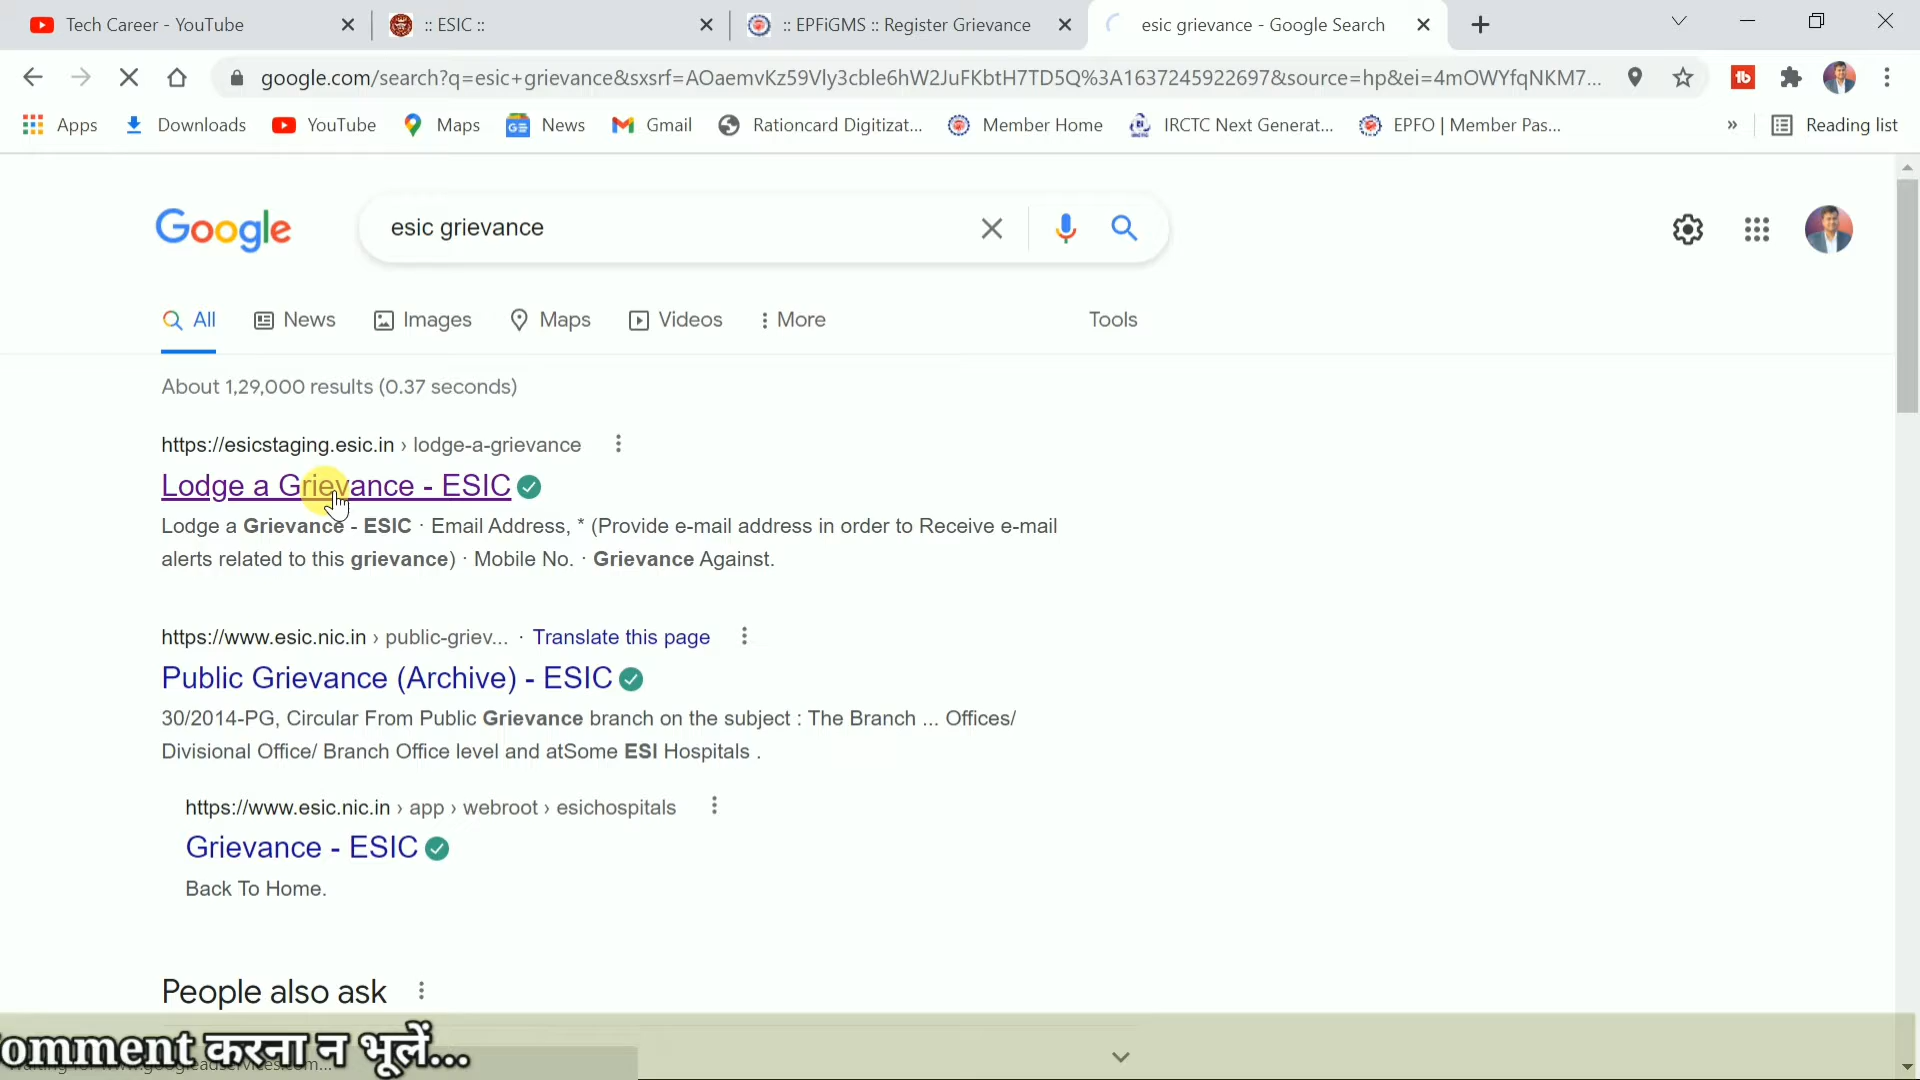 Tech Career - YouTube
:: ESIC ::
:: EPFiGMS :: Register Grievance
esic grievance - Google Search
google.com/search?q=esic+grievance&sxsrf=AOaemvKz59Vly3cble6hW2JuFKbtH7TD5Q%3A1637245922697&source=hp&ei=4mOWYfqNKM7...
Apps
Downloads
YouTube
Maps
News
Gmail
Rationcard Digitizat...
Member Home
IRCTC Next Generat...
EPFO | Member Pas...
»
Reading list
Google
esic grievance
All
News
Images
Maps
Videos
More
Tools
About 1,29,000 results (0.37 seconds)
https://esicstaging.esic.in › lodge-a-grievance
Lodge a Grievance - ESIC
Lodge a Grievance - ESIC · Email Address, * (Provide e-mail address in order to Receive e-mail
alerts related to this grievance) · Mobile No. · Grievance Against.
https://www.esic.nic.in › public-griev... · Translate this page
Public Grievance (Archive) - ESIC
30/2014-PG, Circular From Public Grievance branch on the subject : The Branch ... Offices/
Divisional Office/ Branch Office level and atSome ESI Hospitals .
https://www.esic.nic.in › app › webroot › esichospitals
Grievance - ESIC
Back To Home.
People also ask
omment करना न भूलें...